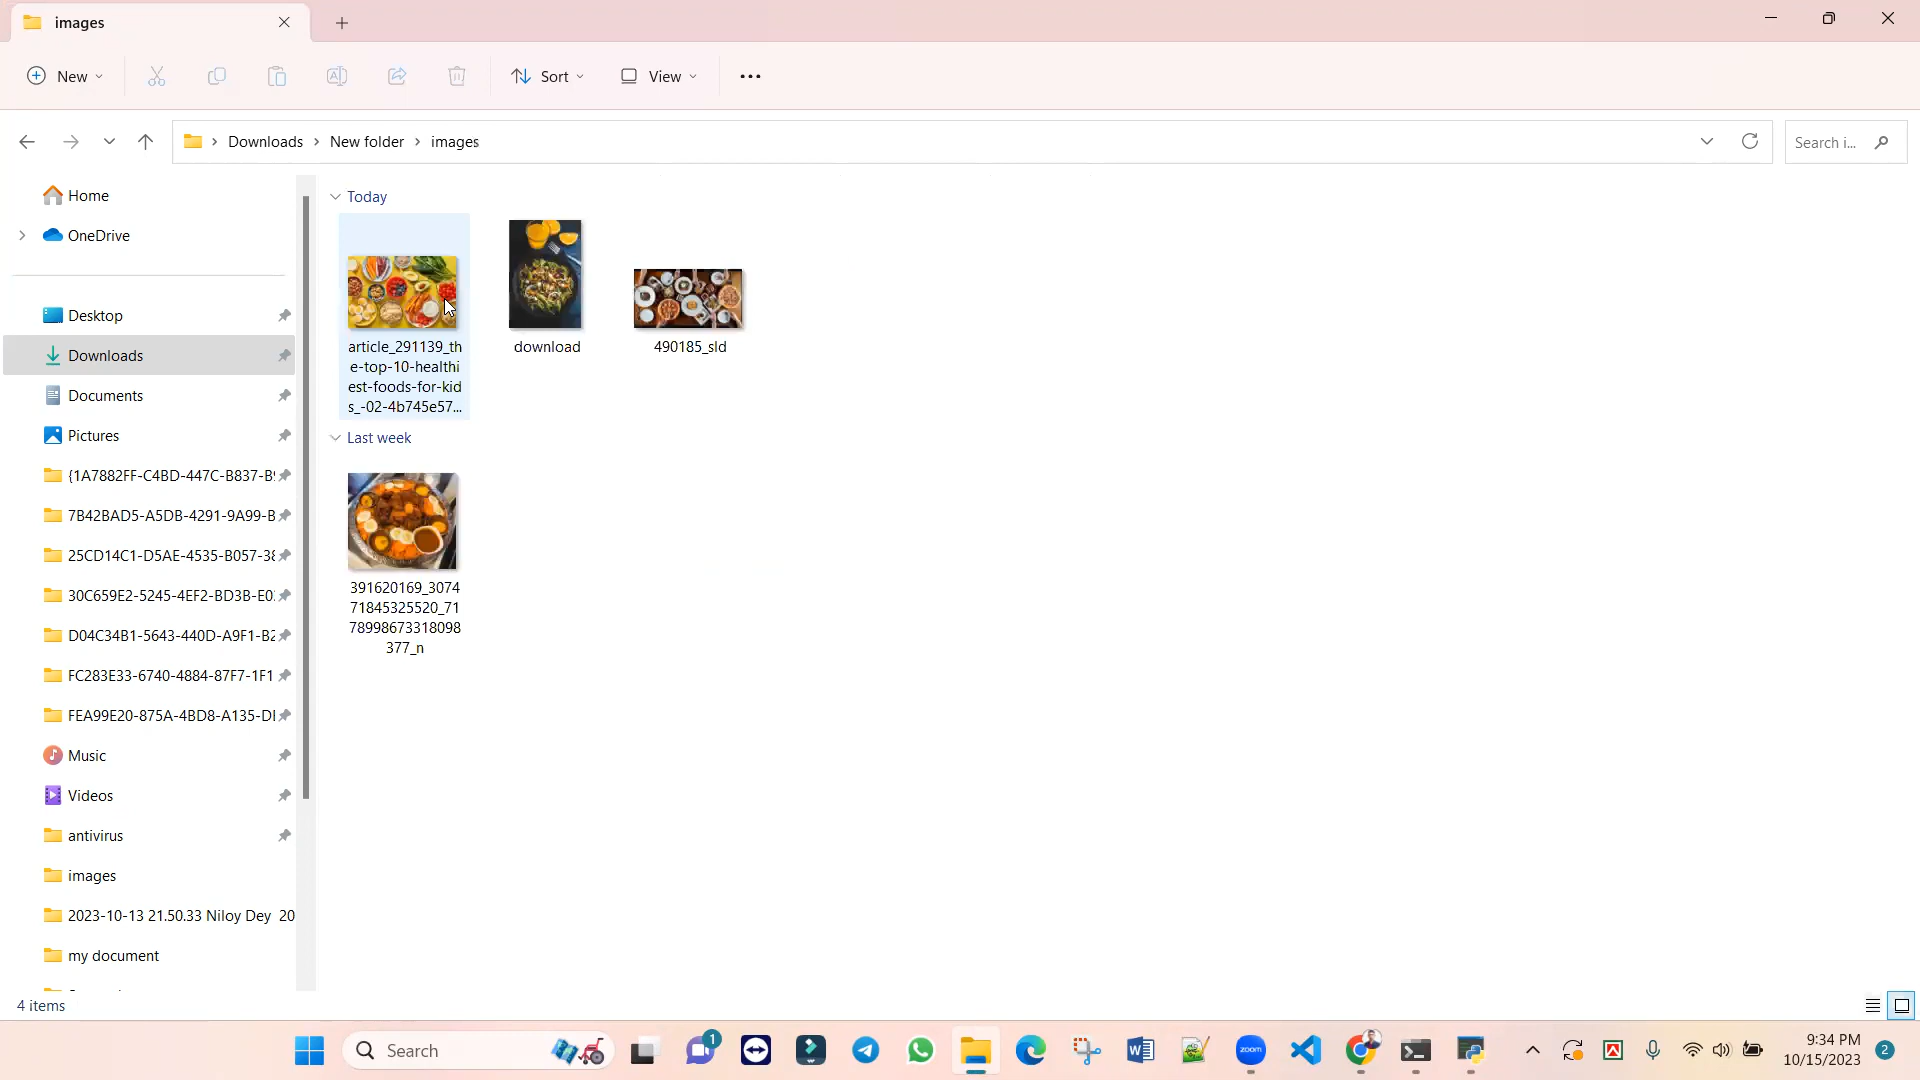 images
New
Sort
View
Downloads
New folder
images
Search i...
Home
OneDrive
Desktop
Downloads
Documents
Pictures
{1A7882FF-C4BD-447C-B837-B
7B42BAD5-A5DB-4291-9A99-B
25CD14C1-D5AE-4535-B057-38
30C659E2-5245-4EF2-BD3B-E0
D04C34B1-5643-440D-A9F1-B2
FC283E33-6740-4884-87F7-1F1
FEA99E20-875A-4BD8-A135-D
Music
Videos
antivirus
images
2023-10-13 21.50.33 Niloy Dey 20
my document
Today
article_291139_th
e-top-10-healthi
est-foods-for-kid
s_-02-4b745e57...
download
490185_sld
Last week
391620169_3074
71845325520_71
78998673318098
377_n
4 items
Search
1
zoom
9:34 PM
10/15/2023
2